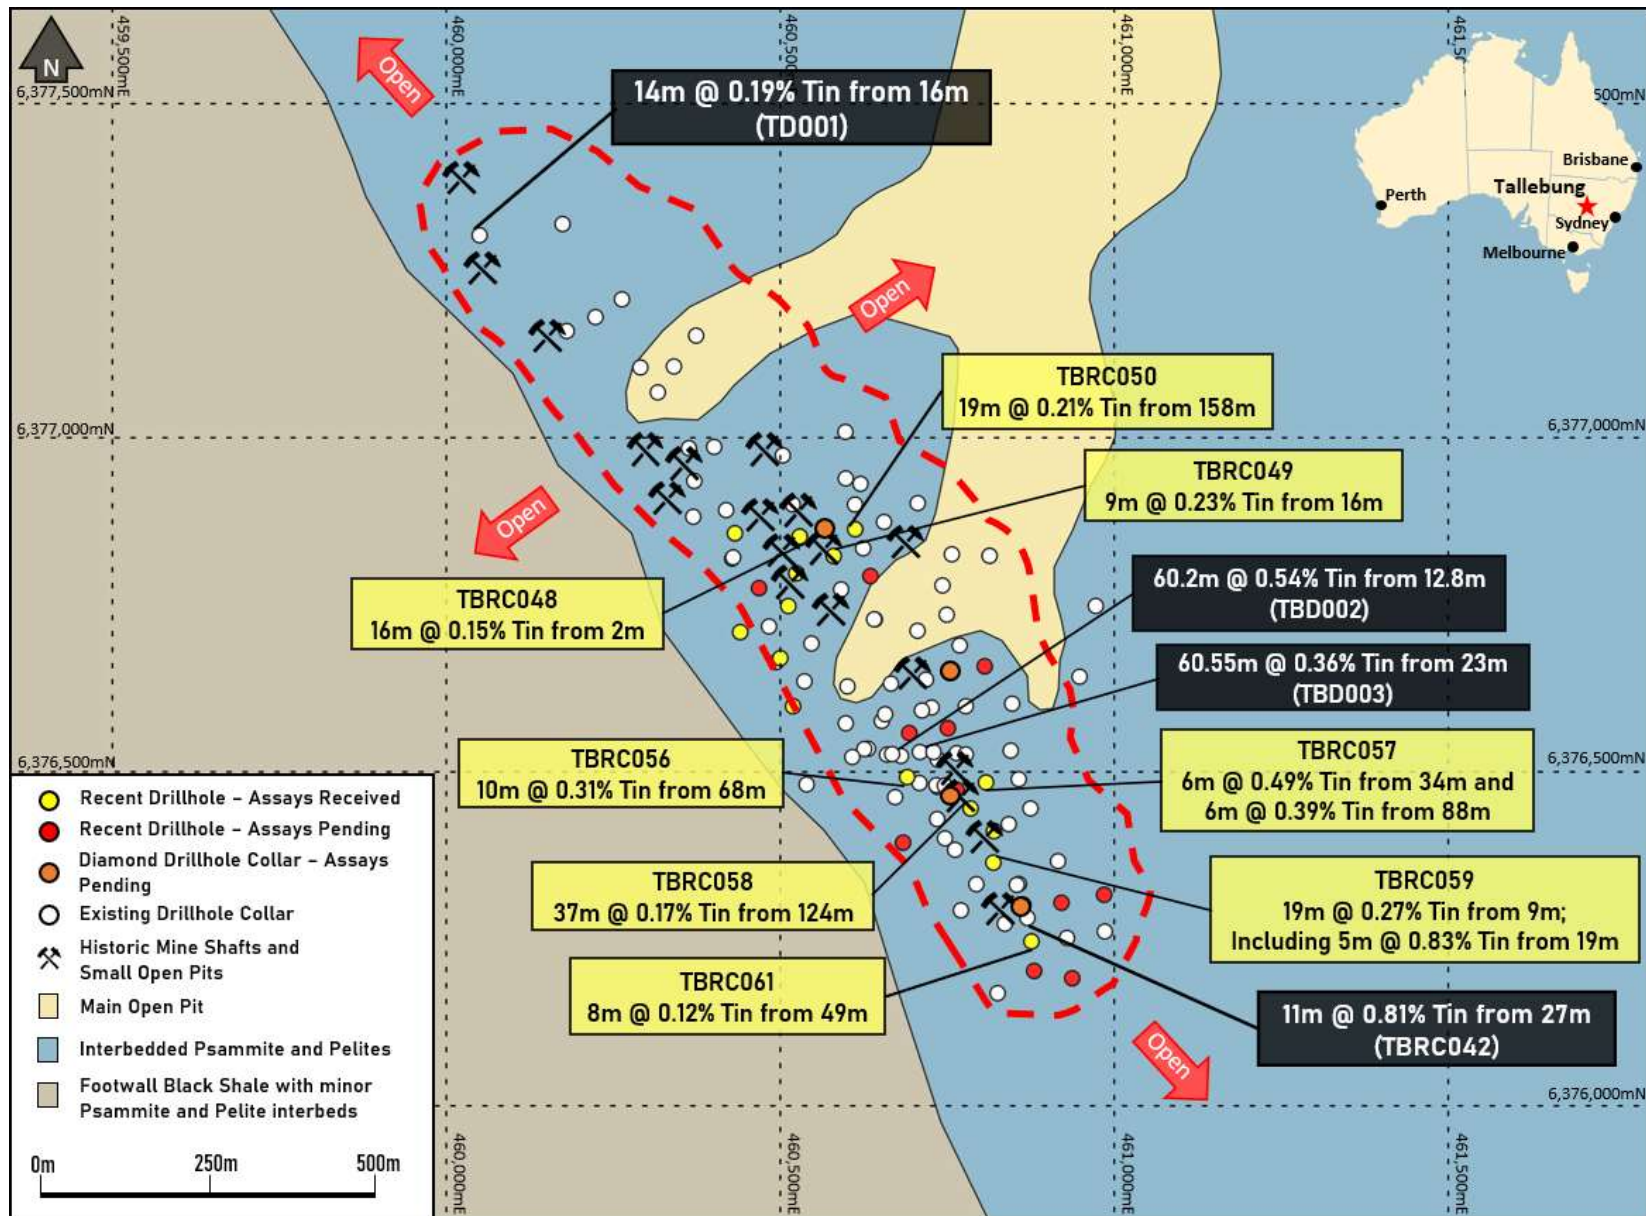 459,500mE
460,000mE
460,500mE
461,000mE
N
Open
6,377,500mN
500mN
14m @ 0.19% Tin from 16m
(TD001)
Brisbane
Tallebung
Perth
Sydney
Melbourne
Open
TBRC050
19m @ 0.21% Tin from 158m
6,377,000mN
6,377,000mN
TBRC049
9m @ 0.23% Tin from 16m
Open
TBRC048
16m @ 0.15% Tin from 2m
60.2m @ 0.54% Tin from 12.8m
(TBD002)
60.55m @ 0.36% Tin from 23m
(TBD003)
6,376,500mN
6,376,500mN
TBRC056
10m @ 0.31% Tin from 68m
TBRC057
6m @ 0.49% Tin from 34m and
6m @ 0.39% Tin from 88m
TBRC058
37m @ 0.17% Tin from 124m
TBRC059
19m @ 0.27% Tin from 9m;
Including 5m @ 0.83% Tin from 19m
TBRC061
8m @ 0.12% Tin from 49m
11m @ 0.81% Tin from 27m
(TBRC042)
Open
6,376,000mN
Recent Drillhole – Assays Received
Recent Drillhole – Assays Pending
Diamond Drillhole Collar – Assays
Pending
Existing Drillhole Collar
Historic Mine Shafts and
Small Open Pits
Main Open Pit
Interbedded Psammite and Pelites
Footwall Black Shale with minor
Psammite and Pelite interbeds
0m 250m 500m
460,000mE
460,500mE
461,000mE
461,500mE